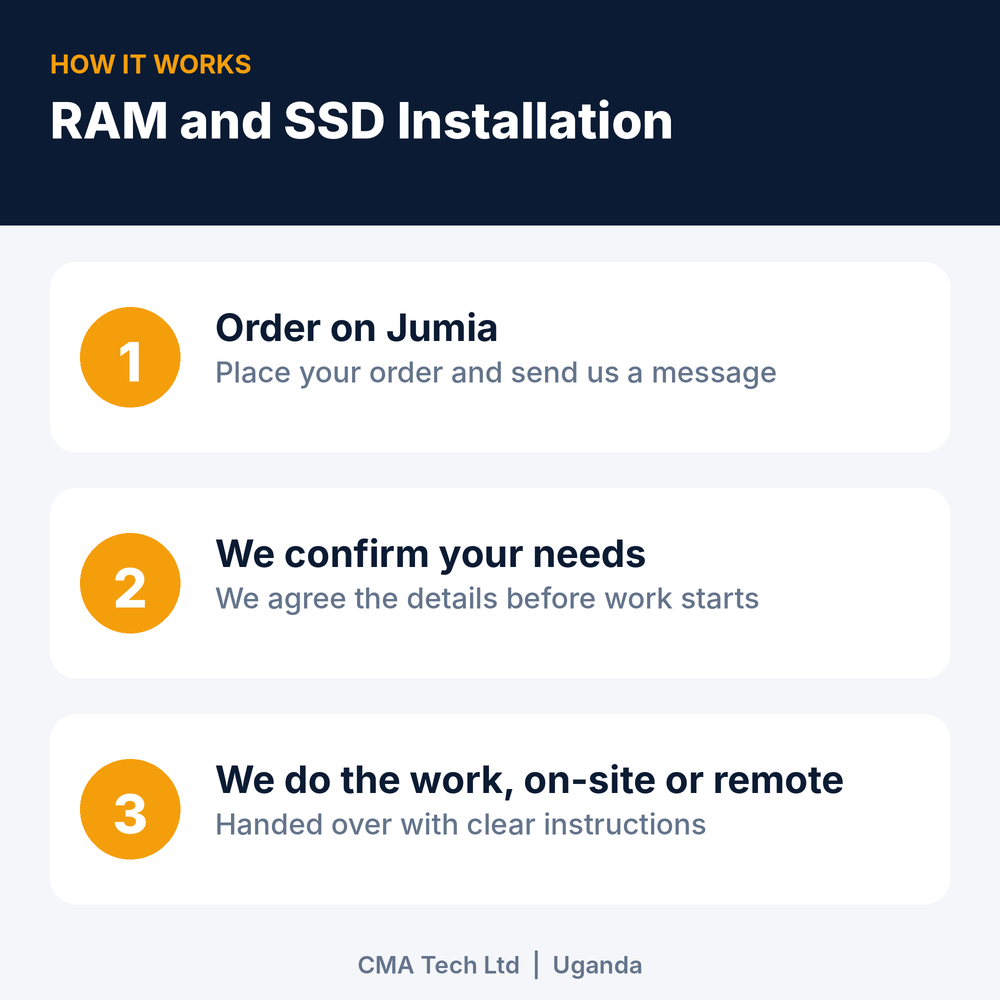 HOW IT WORKS
RAM and SSD Installation
1
Order on Jumia
Place your order and send us a message
2
We confirm your needs
We agree the details before work starts
3
We do the work, on-site or remote
Handed over with clear instructions
CMA Tech Ltd | Uganda